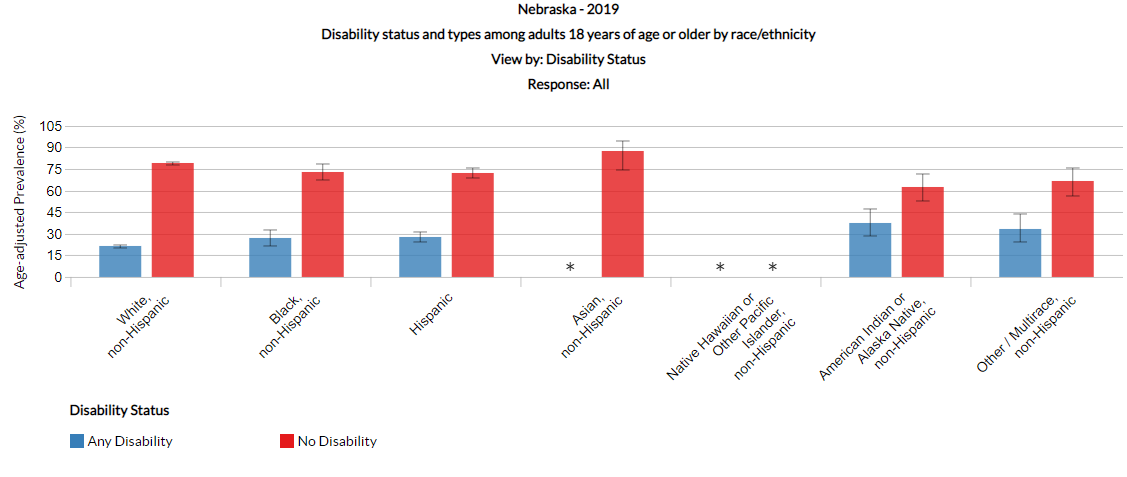 Nebraska - 2019
Disability status and types among adults 18 years of age or older by race/ethnicity
View by: Disability Status
Response: All
Age-adjusted Prevalence (%)
105
90
75
60
45
30
15
0
*
*
*
White,
non-Hispanic
Black,
non-Hispanic
Hispanic
Asian,
non-Hispanic
Native Hawaiian or
Other Pacific
Islander,
non-Hispanic
American Indian or
Alaska Native,
non-Hispanic
Other / Multirace,
non-Hispanic
Disability Status
Any Disability
No Disability